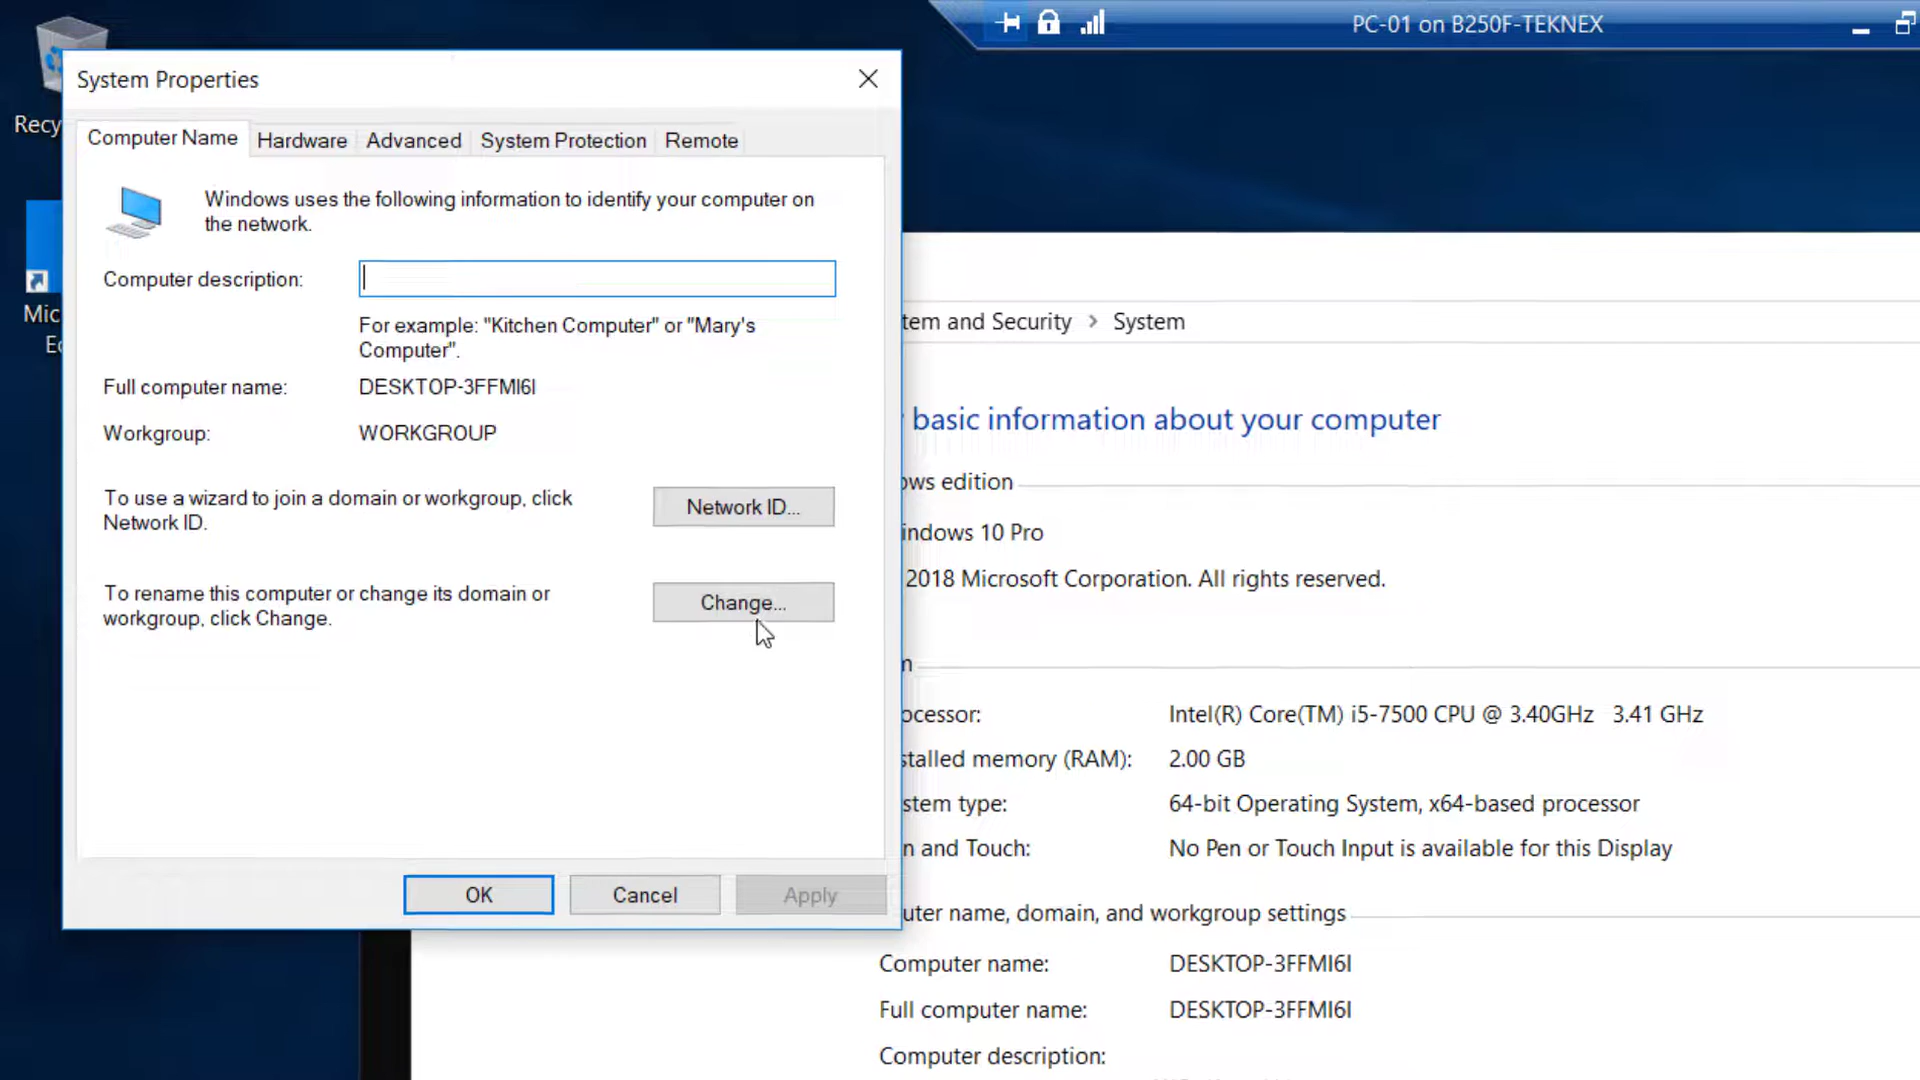 PC-01 on B250F-TEKNEX
Recy
Mic
System Properties
Computer Name
Hardware
Advanced
System Protection
Remote
Windows uses the following information to identify your computer on
the network.
Computer description:
For example: "Kitchen Computer" or "Mary's
Computer".
Full computer name:
DESKTOP-3FFMI6I
Workgroup:
WORKGROUP
To use a wizard to join a domain or workgroup, click
Network ID.
Network ID...
To rename this computer or change its domain or
workgroup, click Change.
Change...
OK
Cancel
Apply
tem and Security > System
basic information about your computer
ows edition
indows 10 Pro
2018 Microsoft Corporation. All rights reserved.
m
ocessor:
Intel(R) Core(TM) i5-7500 CPU @ 3.40GHz 3.41 GHz
stalled memory (RAM):
2.00 GB
stem type:
64-bit Operating System, x64-based processor
n and Touch:
No Pen or Touch Input is available for this Display
uter name, domain, and workgroup settings
Computer name:
DESKTOP-3FFMI6I
Full computer name:
DESKTOP-3FFMI6I
Computer description: